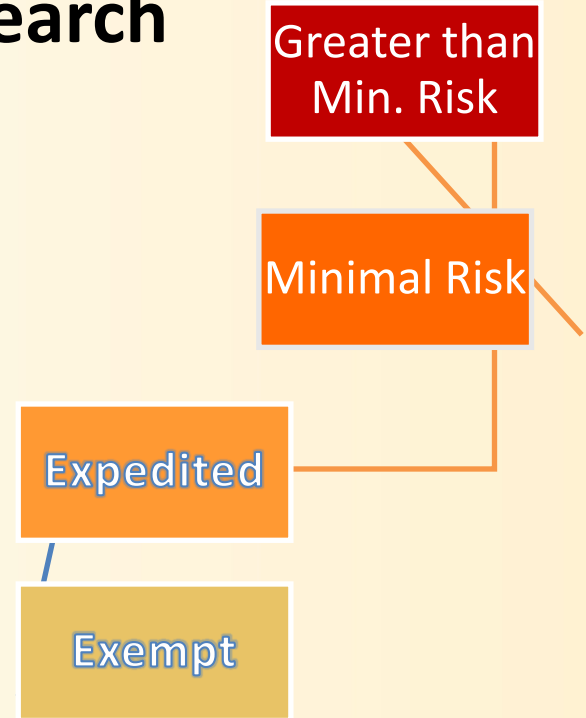 earch
Greater than
Min. Risk
Minimal Risk
Expedited
Exempt